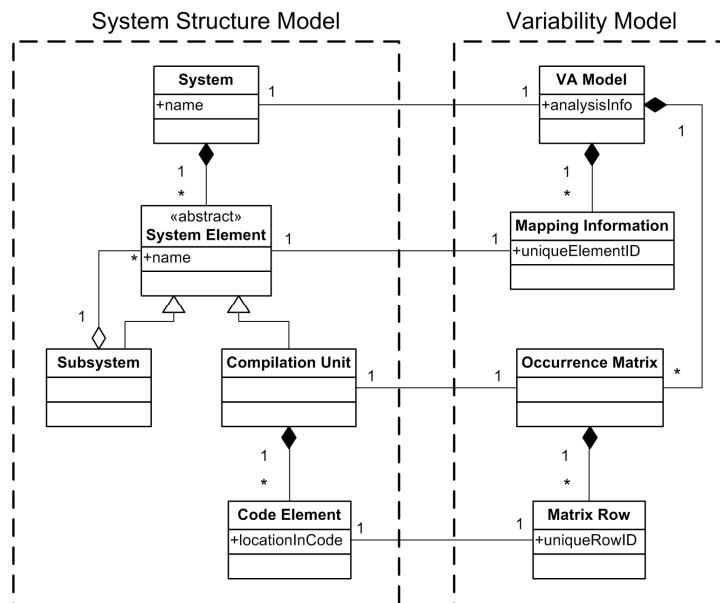 System Structure Model
Variability Model
System
+name
1
1
VA Model
+analysisInfo
1
1
*
1
*
«abstract»
System Element
+name
*
1
1
1
Mapping Information
+uniqueElementID
Subsystem
Compilation Unit
1
1
Occurrence Matrix
*
1
*
1
*
Code Element
+locationInCode
1
1
Matrix Row
+uniqueRowID